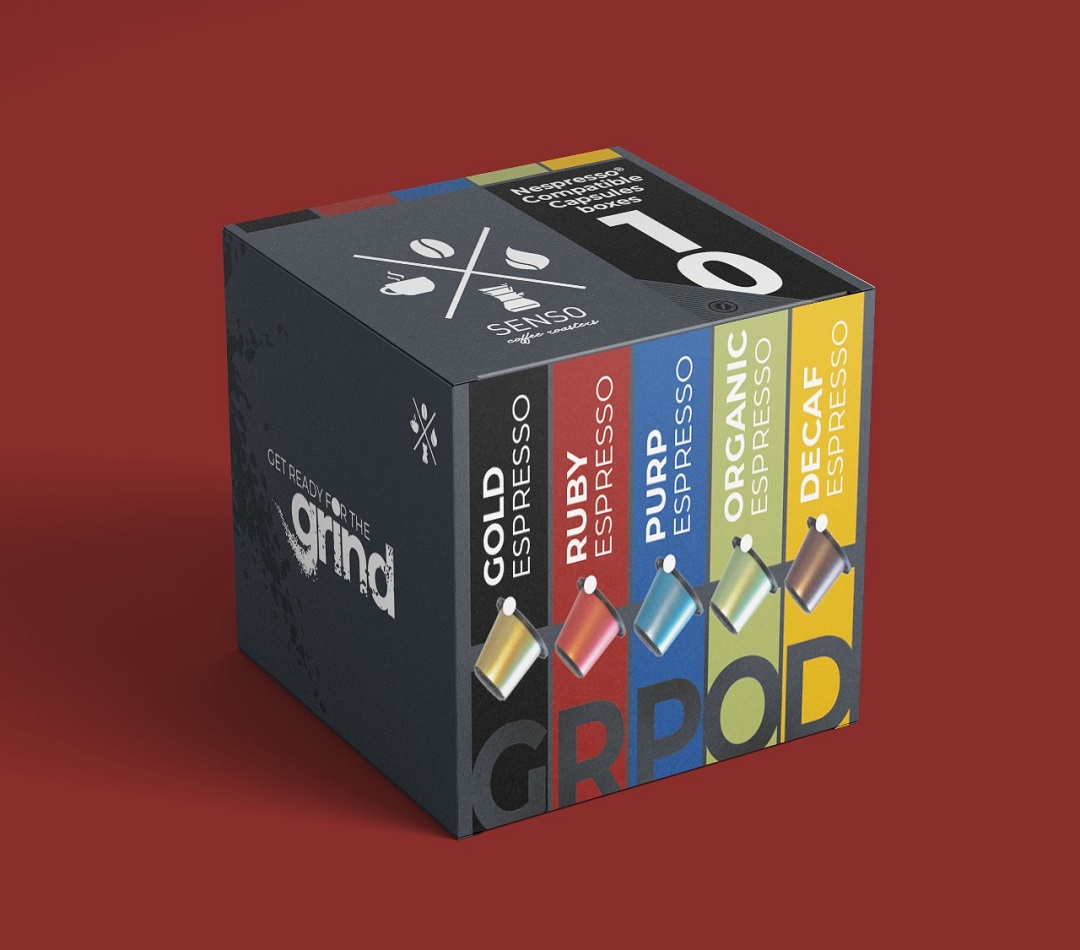 Nespresso®
Compatible
Capsules
boxes
10
SENSO
coffee roasters
GET READY FOR THE
grind
GOLD
ESPRESSO
RUBY
ESPRESSO
PURP
ESPRESSO
ORGANIC
ESPRESSO
DECAF
ESPRESSO
G
R
P
O
D